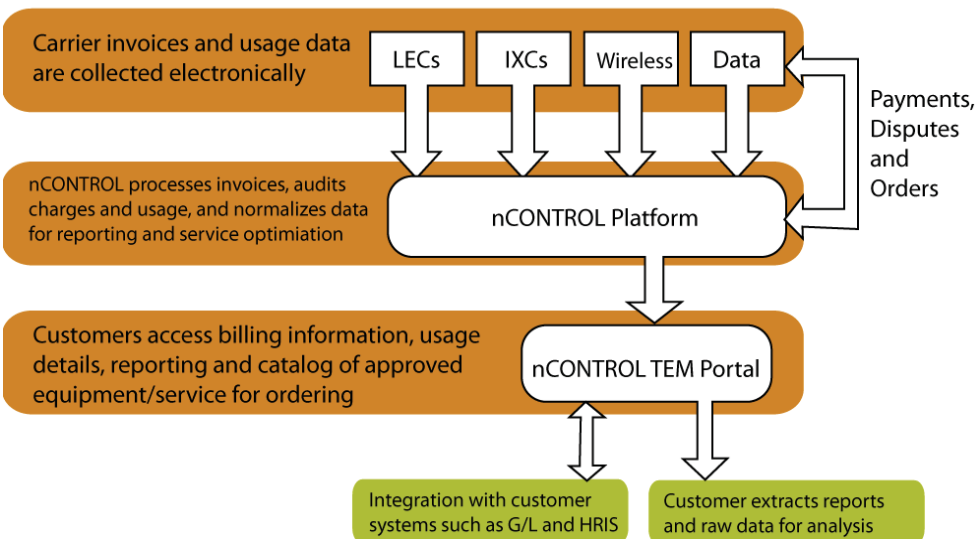 Carrier invoices and usage data
are collected electronically
LECs
IXCs
Wireless
Data
Payments,
Disputes
and
Orders
nCONTROL processes invoices, audits
charges and usage, and normalizes data
for reporting and service optimiation
nCONTROL Platform
Customers access billing information, usage
details, reporting and catalog of approved
equipment/service for ordering
nCONTROL TEM Portal
Integration with customer
systems such as G/L and HRIS
Customer extracts reports
and raw data for analysis